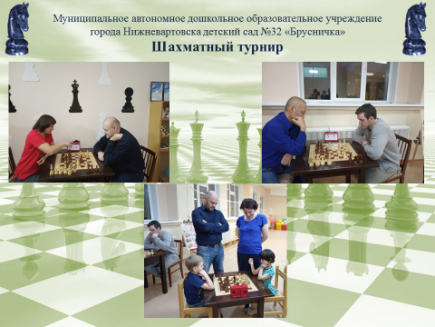 Муниципальное автономное дошкольное образовательное учреждение
города Нижневартовска детский сад №32 «Брусничка»
Шахматный турнир